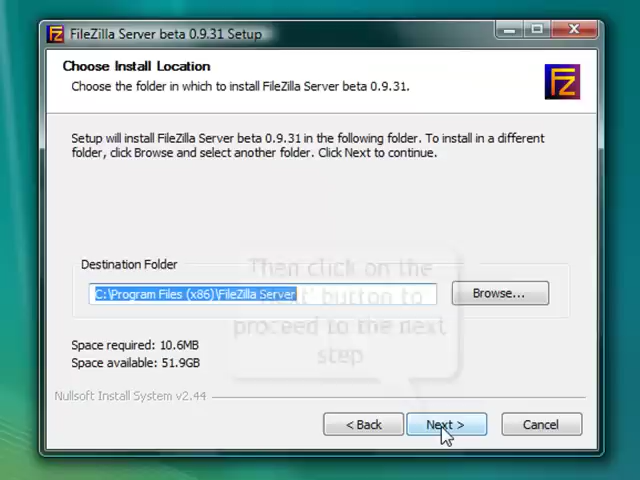 FileZilla Server beta 0.9.31 Setup
Choose Install Location
Choose the folder in which to install FileZilla Server beta 0.9.31.
FZ
Setup will install FileZilla Server beta 0.9.31 in the following folder. To install in a different
folder, click Browse and select another folder. Click Next to continue.
Destination Folder
C:\Program Files (x86)\FileZilla Server
Browse...
Then click on the
button to
proceed to the next
step
Space required: 10.6MB
Space available: 51.9GB
Nullsoft Install System v2.44
< Back
Next >
Cancel